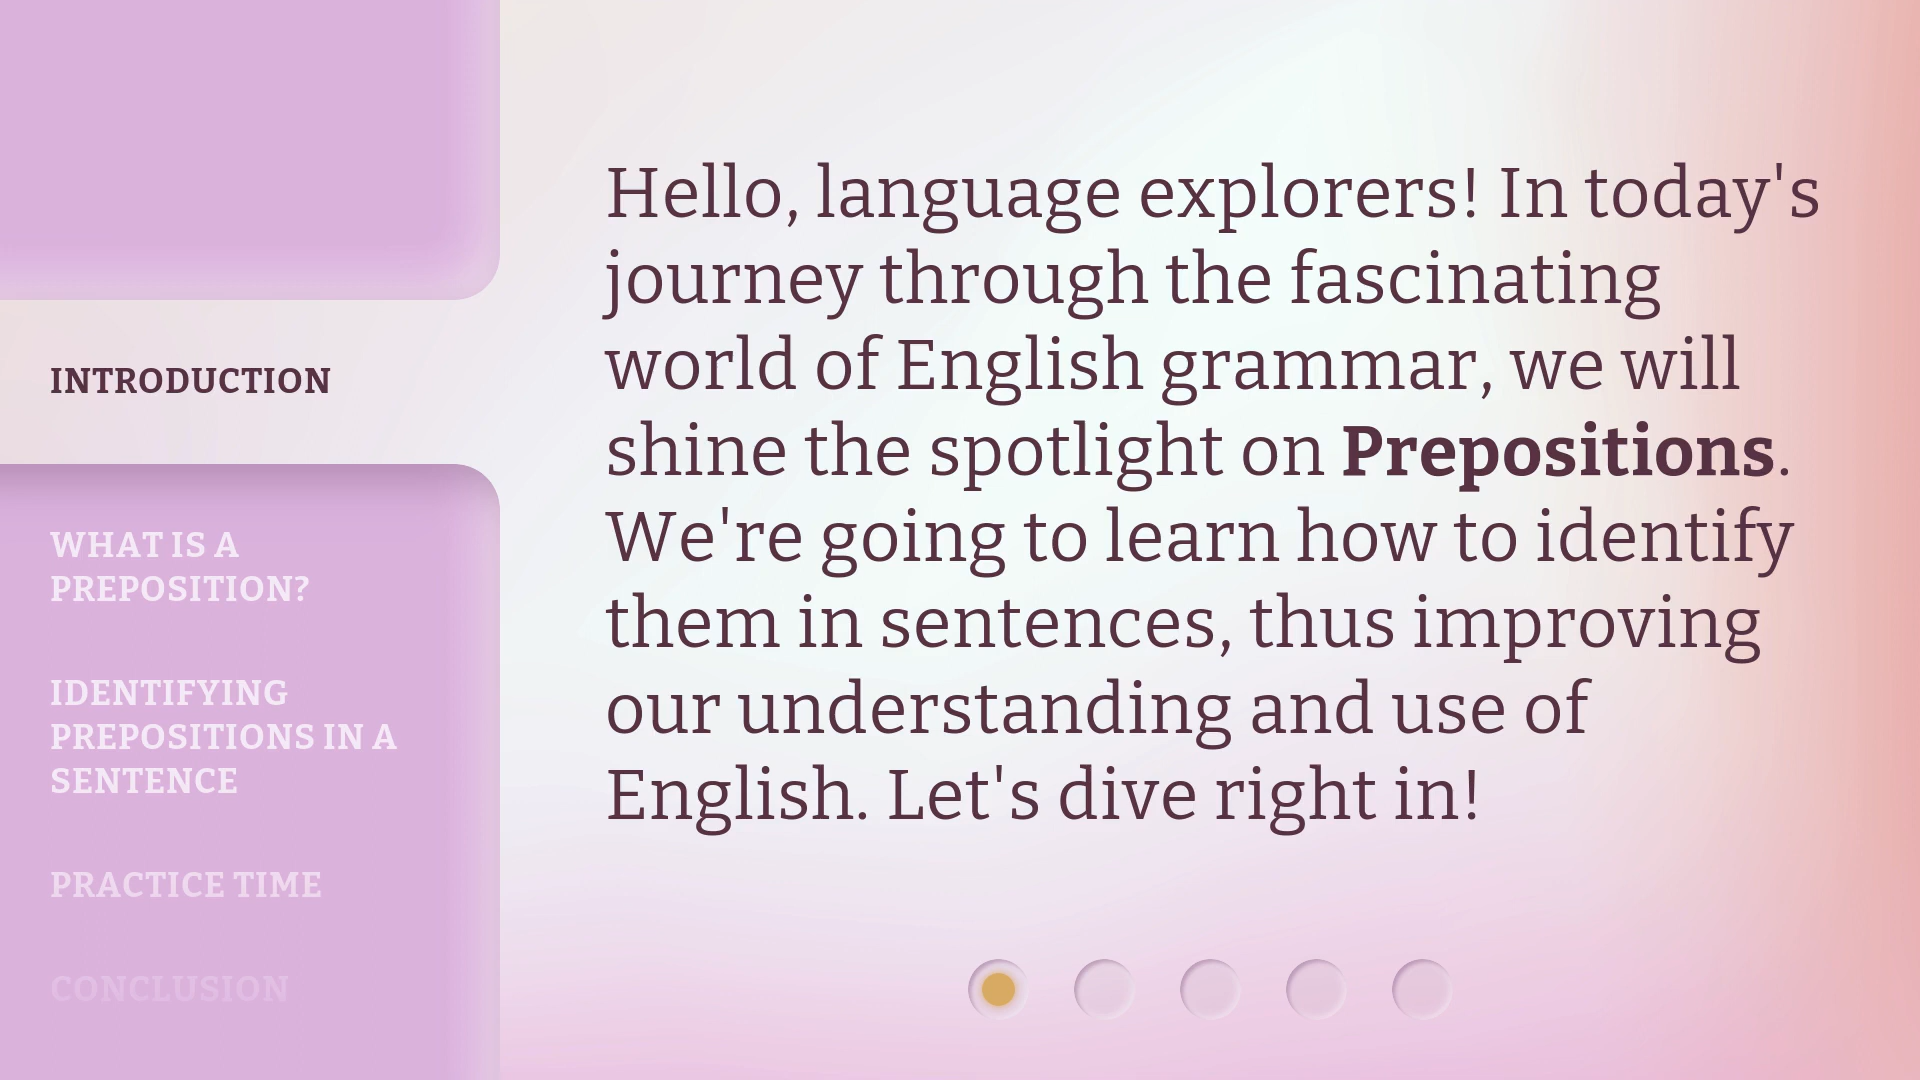 INTRODUCTION
WHAT IS A
PREPOSITION?
IDENTIFYING
PREPOSITIONS IN A
SENTENCE
PRACTICE TIME
CONCLUSION
Hello, language explorers! In today's
journey through the fascinating
world of English grammar, we will
shine the spotlight on Prepositions.
We're going to learn how to identify
them in sentences, thus improving
our understanding and use of
English. Let's dive right in!